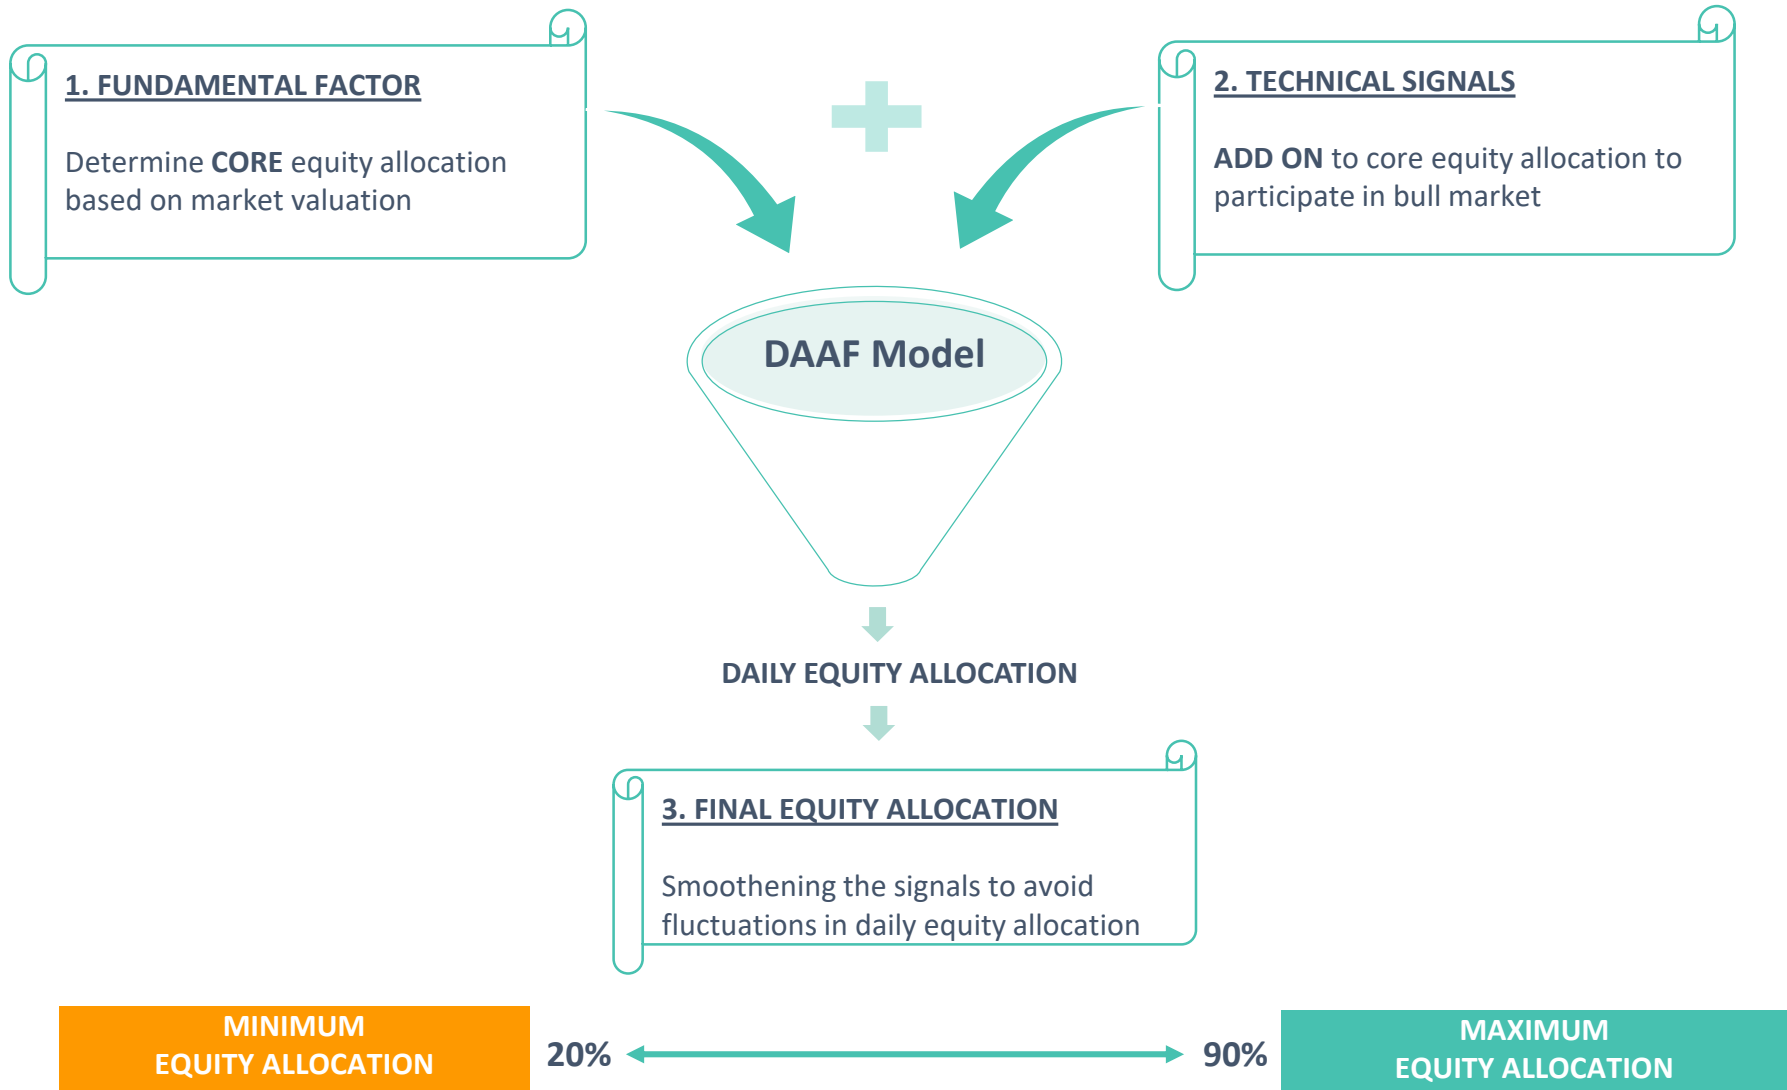 1. FUNDAMENTAL FACTOR
Determine CORE equity allocation
based on market valuation
2. TECHNICAL SIGNALS
ADD ON to core equity allocation to
participate in bull market
DAAF Model
DAILY EQUITY ALLOCATION
3. FINAL EQUITY ALLOCATION
Smoothening the signals to avoid
fluctuations in daily equity allocation
MINIMUM
EQUITY ALLOCATION
20%
90%
MAXIMUM
EQUITY ALLOCATION